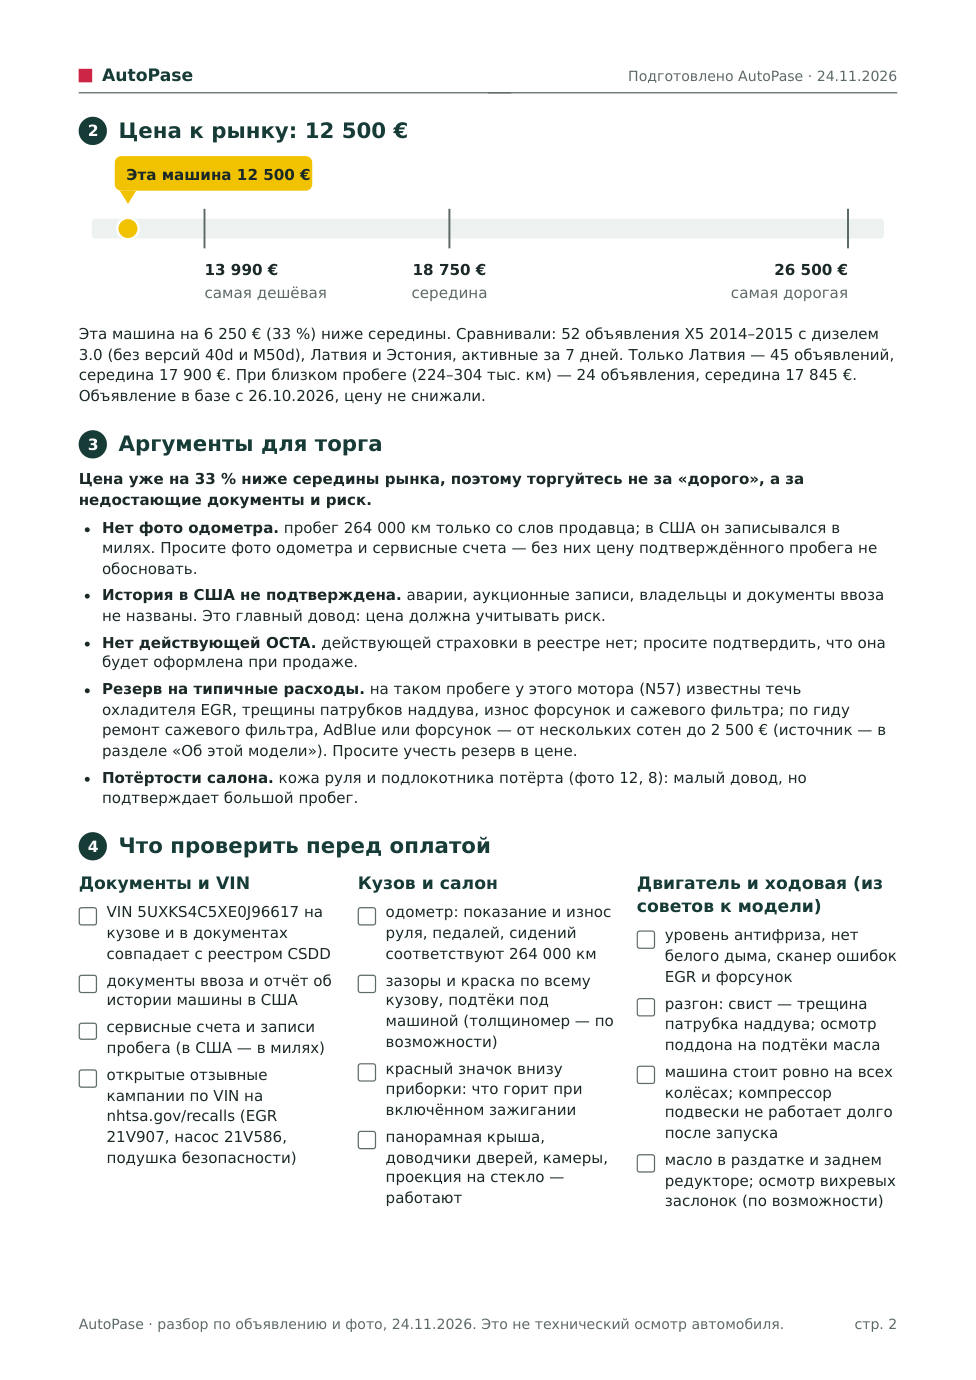 AutoPase
Подготовлено AutoPase · 24.11.2026
2 Цена к рынку: 12 500 €
Эта машина 12 500 €
13 990 €
самая дешёвая
18 750 €
середина
26 500 €
самая дорогая
Эта машина на 6 250 € (33 %) ниже середины. Сравнивали: 52 объявления X5 2014–2015 с дизелем
3.0 (без версий 40d и M50d), Латвия и Эстония, активные за 7 дней. Только Латвия — 45 объявлений,
середина 17 900 €. При близком пробеге (224–304 тыс. км) — 24 объявления, середина 17 845 €.
Объявление в базе с 26.10.2026, цену не снижали.
3 Аргументы для торга
Цена уже на 33 % ниже середины рынка, поэтому торгуйтесь не за «дорого», а за
недостающие документы и риск.
• Нет фото одометра. пробег 264 000 км только со слов продавца; в США он записывался в
милях. Просите фото одометра и сервисные счета — без них цену подтверждённого пробега не
обосновать.
• История в США не подтверждена. аварии, аукционные записи, владельцы и документы ввоза
не названы. Это главный довод: цена должна учитывать риск.
• Нет действующей ОСТА. действующей страховки в реестре нет; просите подтвердить, что она
будет оформлена при продаже.
• Резерв на типичные расходы. на таком пробеге у этого мотора (N57) известны течь
охладителя EGR, трещины патрубков наддува, износ форсунок и сажевого фильтра; по гиду
ремонт сажевого фильтра, AdBlue или форсунок — от нескольких сотен до 2 500 € (источник — в
разделе «Об этой модели»). Просите учесть резерв в цене.
• Потёртости салона. кожа руля и подлокотника потёрта (фото 12, 8): малый довод, но
подтверждает большой пробег.
4 Что проверить перед оплатой
Документы и VIN
VIN 5UXKS4C5XE0J96617 на
кузове и в документах
совпадает с реестром CSDD
документы ввоза и отчёт об
истории машины в США
сервисные счета и записи
пробега (в США — в милях)
открытые отзывные
кампании по VIN на
nhtsa.gov/recalls (EGR
21V907, насос 21V586,
подушка безопасности)
Кузов и салон
одометр: показание и износ
руля, педалей, сидений
соответствуют 264 000 км
зазоры и краска по всему
кузову, подтёки под
машиной (толщиномер — по
возможности)
красный значок внизу
приборки: что горит при
включённом зажигании
панорамная крыша,
доводчики дверей, камеры,
проекция на стекло —
работают
Двигатель и ходовая (из
советов к модели)
уровень антифриза, нет
белого дыма, сканер ошибок
EGR и форсунок
разгон: свист — трещина
патрубка наддува; осмотр
поддона на подтёки масла
машина стоит ровно на всех
колёсах; компрессор
подвески не работает долго
после запуска
масло в раздатке и заднем
редукторе; осмотр вихревых
заслонок (по возможности)
AutoPase · разбор по объявлению и фото, 24.11.2026. Это не технический осмотр автомобиля.
стр. 2